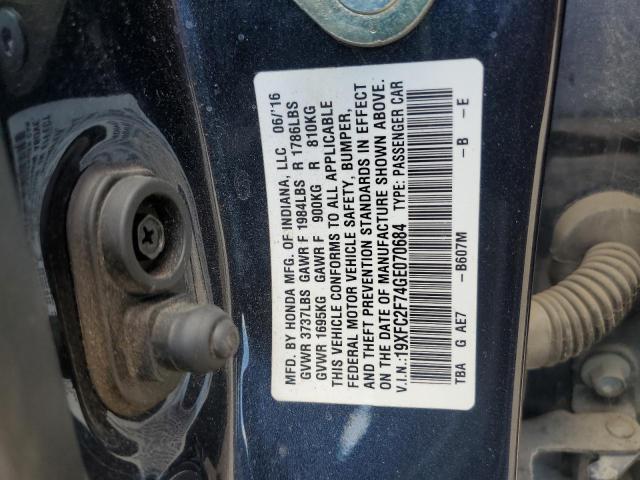 MFD. BY HONDA MFG. OF INDIANA, LLC 06/'16
GVWR 3737LBS GAWR F 1984LBS R 1786LBS
GVWR 1695KG GAWR F 900KG R 810KG
THIS VEHICLE CONFORMS TO ALL APPLICABLE
FEDERAL MOTOR VEHICLE SAFETY, BUMPER,
AND THEFT PREVENTION STANDARDS IN EFFECT
ON THE DATE OF MANUFACTURE SHOWN ABOVE.
V.I.N.:19XFC2F74GE070684 TYPE: PASSENGER CAR
TBA G AE7 -B607M -B -E